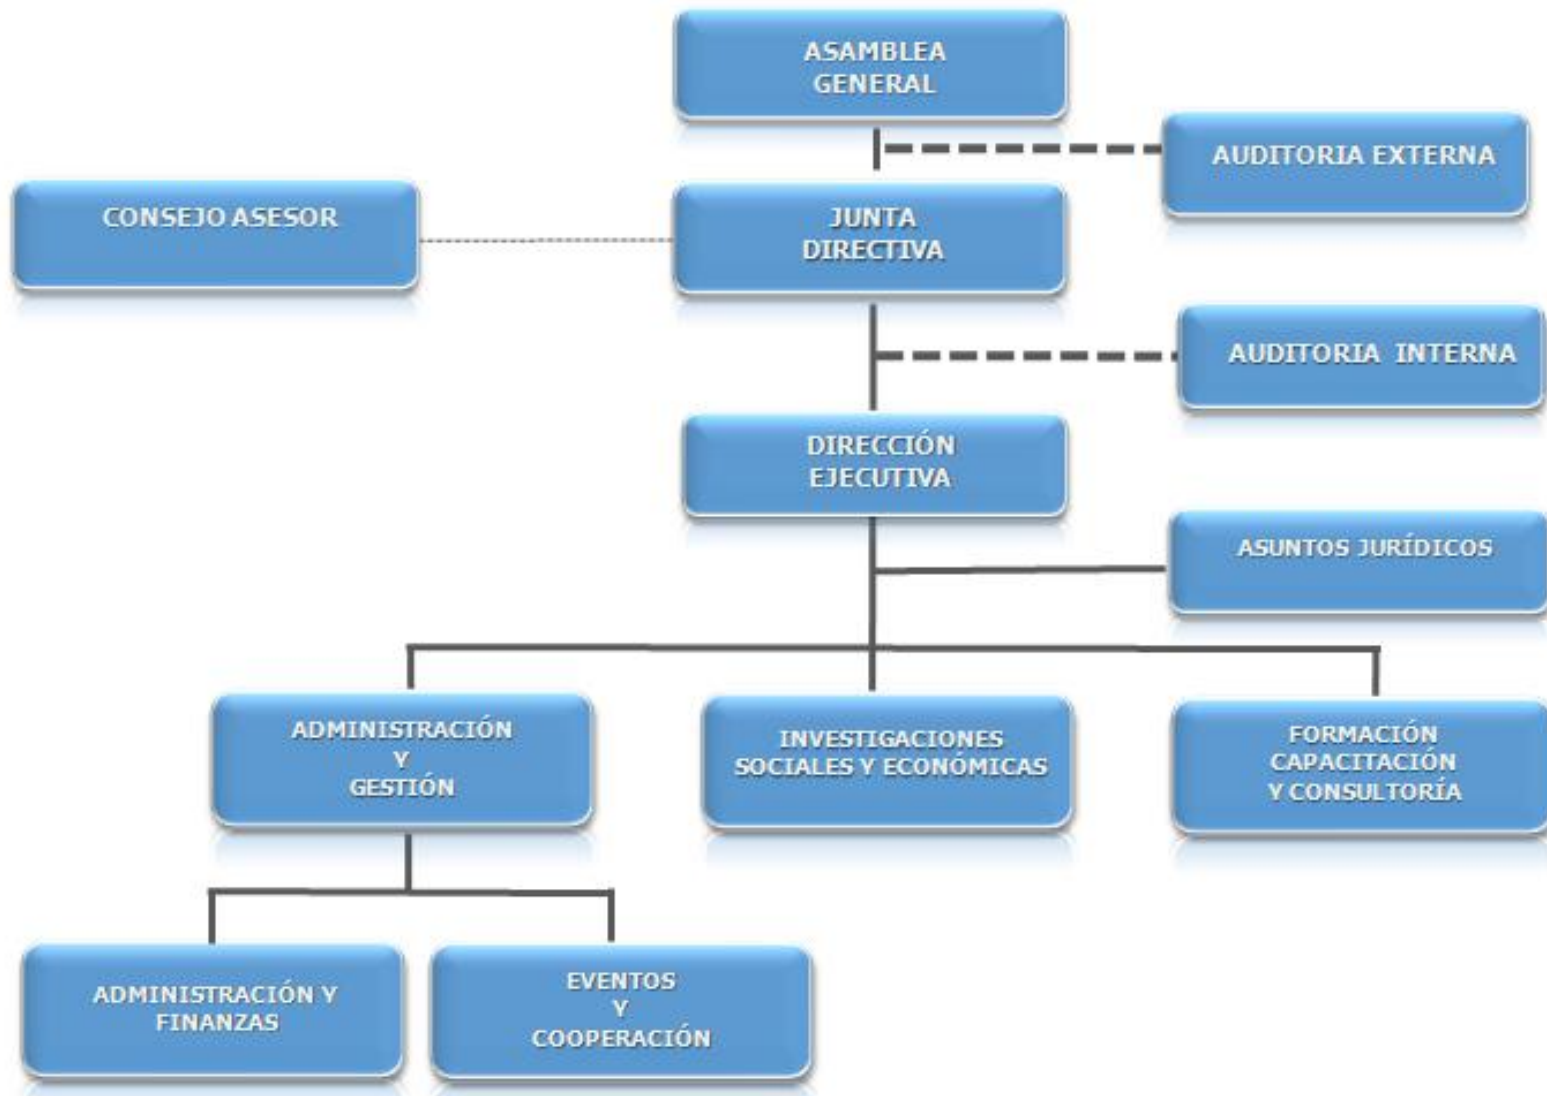 ASAMBLEA
GENERAL
AUDITORIA EXTERNA
CONSEJO ASESOR
JUNTA
DIRECTIVA
AUDITORIA INTERNA
DIRECCIÓN
EJECUTIVA
ASUNTOS JURÍDICOS
ADMINISTRACIÓN
Y
GESTIÓN
INVESTIGACIONES
SOCIALES Y ECONÓMICAS
FORMACIÓN
CAPACITACIÓN
Y CONSULTORÍA
ADMINISTRACIÓN Y
FINANZAS
EVENTOS
Y
COOPERACIÓN